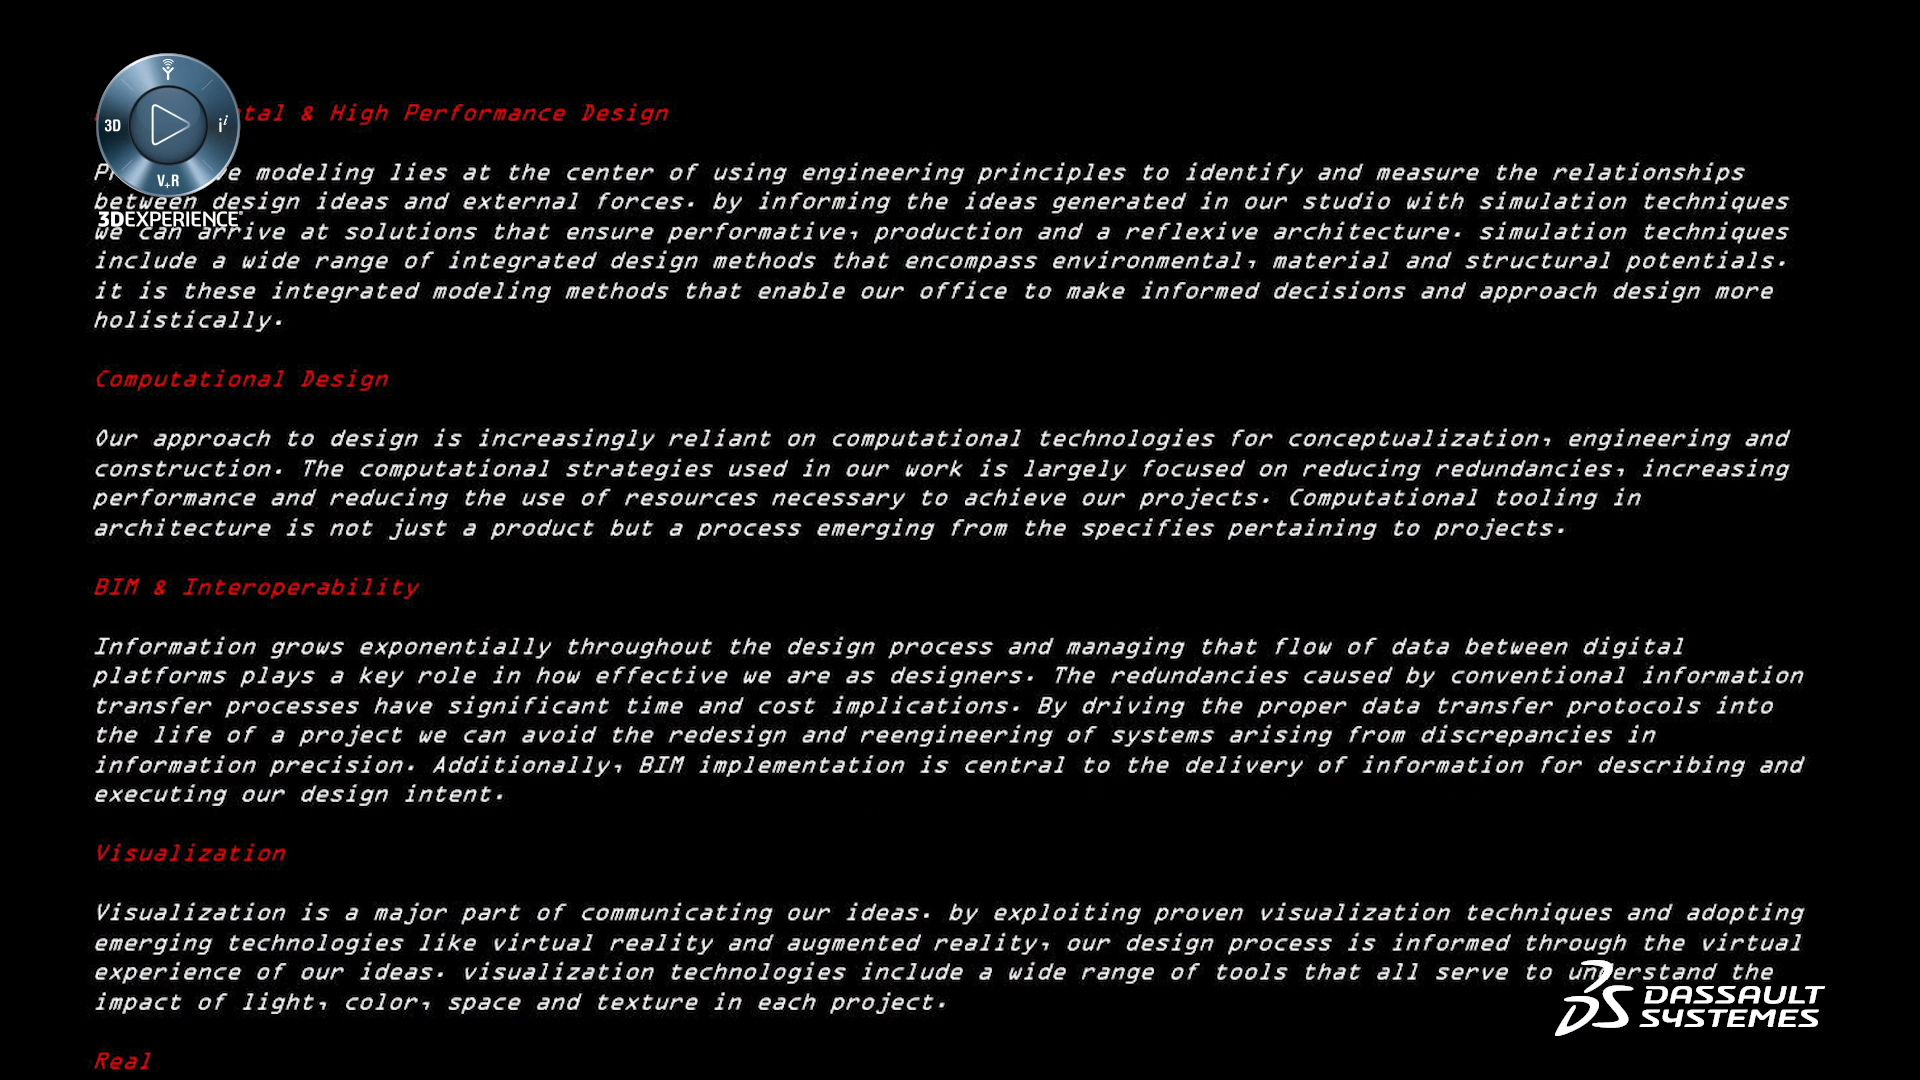 & High Performance Design
modeling lies at the center of using engineering principles to identify and measure the relationships
between design ideas and external forces. by informing the ideas generated in our studio with simulation techniques
we can arrive at solutions that ensure performative, production and a reflexive architecture. simulation techniques
include a wide range of integrated design methods that encompass environmental, material and structural potentials.
it is these integrated modeling methods that enable our office to make informed decisions and approach design more
holistically.
3D
V+R
3DEXPERIENCE
Computational Design
Our approach to design is increasingly reliant on computational technologies for conceptualization, engineering and
construction. The computational strategies used in our work is largely focused on reducing redundancies, increasing
performance and reducing the use of resources necessary to achieve our projects. Computational tooling in
architecture is not just a product but a process emerging from the specifies pertaining to projects.
BIM & Interoperability
Information grows exponentially throughout the design process and managing that flow of data between digital
platforms plays a key role in how effective we are as designers. The redundancies caused by conventional information
transfer processes have significant time and cost implications. By driving the proper data transfer protocols into
the life of a project we can avoid the redesign and reengineering of systems arising from discrepancies in
information precision. Additionally, BIM implementation is central to the delivery of information for describing and
executing our design intent.
Visualization
Visualization is a major part of communicating our ideas. by exploiting proven visualization techniques and adopting
emerging technologies like virtual reality and augmented reality, our design process is informed through the virtual
experience of our ideas. visualization technologies include a wide range of tools that all serve to understand the
impact of light, color, space and texture in each project.
DASSAULT
SYSTEMES
Real